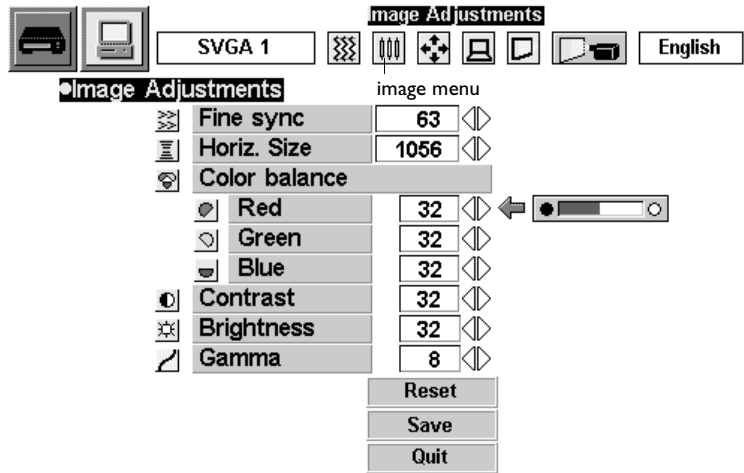 Image Adjustments
SVGA 1
English
Image Adjustments
image menu
Fine sync 63
Horiz. Size 1056
Color balance
Red 32
Green 32
Blue 32
Contrast 32
Brightness 32
Gamma 8
Reset
Save
Quit